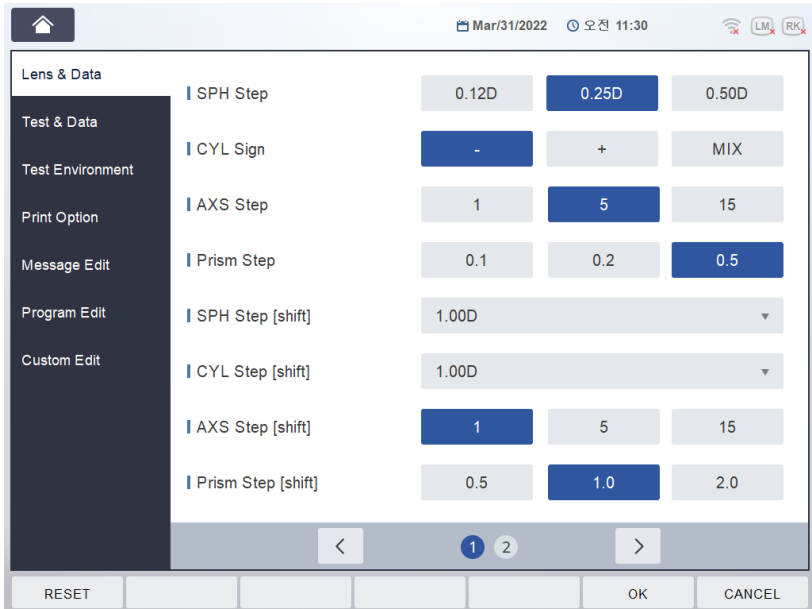 Mar/31/2022 오전 11:30 LM RK
Lens & Data
Test & Data
Test Environment
Print Option
Message Edit
Program Edit
Custom Edit
SPH Step 0.12D 0.25D 0.50D
CYL Sign - + MIX
AXS Step 1 5 15
Prism Step 0.1 0.2 0.5
SPH Step [shift] 1.00D
CYL Step [shift] 1.00D
AXS Step [shift] 1 5 15
Prism Step [shift] 0.5 1.0 2.0
< 1 2 >
RESET OK CANCEL